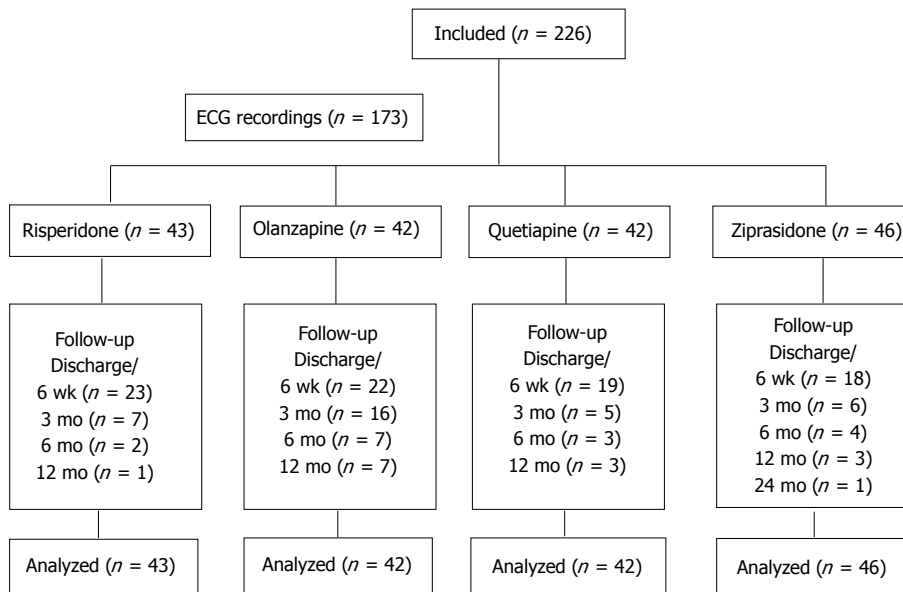 Included (n = 226)
ECG recordings (n = 173)
Risperidone (n = 43)
Olanzapine (n = 42)
Quetiapine (n = 42)
Ziprasidone (n = 46)
Follow-up
Discharge/
6 wk (n = 23)
3 mo (n = 7)
6 mo (n = 2)
12 mo (n = 1)
Follow-up
Discharge/
6 wk (n = 22)
3 mo (n = 16)
6 mo (n = 7)
12 mo (n = 7)
Follow-up
Discharge/
6 wk (n = 19)
3 mo (n = 5)
6 mo (n = 3)
12 mo (n = 3)
Follow-up
Discharge/
6 wk (n = 18)
3 mo (n = 6)
6 mo (n = 4)
12 mo (n = 3)
24 mo (n = 1)
Analyzed (n = 43)
Analyzed (n = 42)
Analyzed (n = 42)
Analyzed (n = 46)